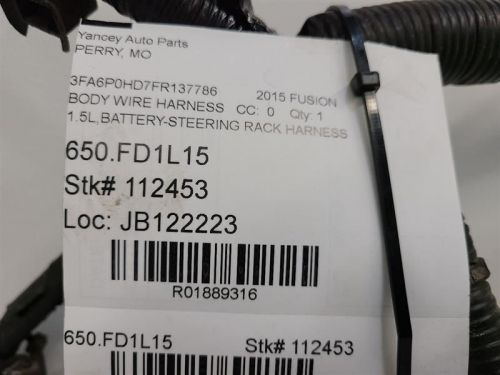 Yancey Auto Parts
PERRY, MO
3FA6P0HD7FR137786 2015 FUSION
BODY WIRE HARNESS CC: 0 Qty: 1
1.5L,BATTERY-STEERING RACK HARNESS
650.FD1L15
Stk# 112453
Loc: JB122223
R01889316
650.FD1L15 Stk# 112453